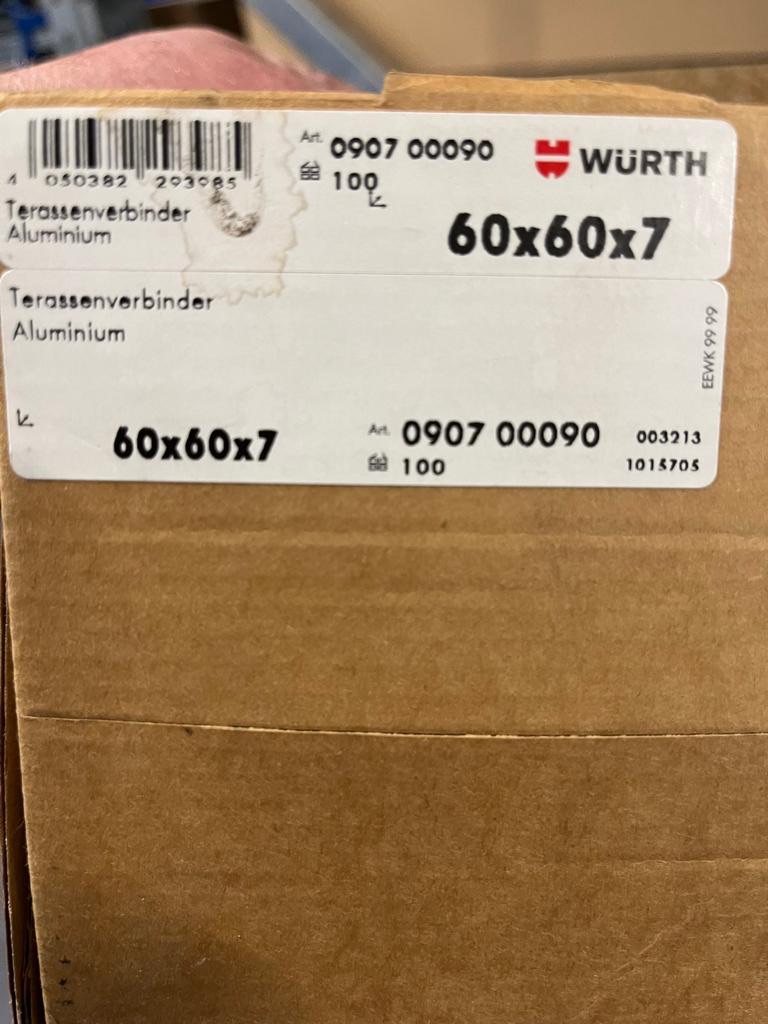 Art. 0907 00090
WÜRTH
100
4 050382 293985
Terassenverbinder
Aluminium
60x60x7
Terassenverbinder
Aluminium
EEWK 99 99
60x60x7
Art. 0907 00090
003213
100
1015705